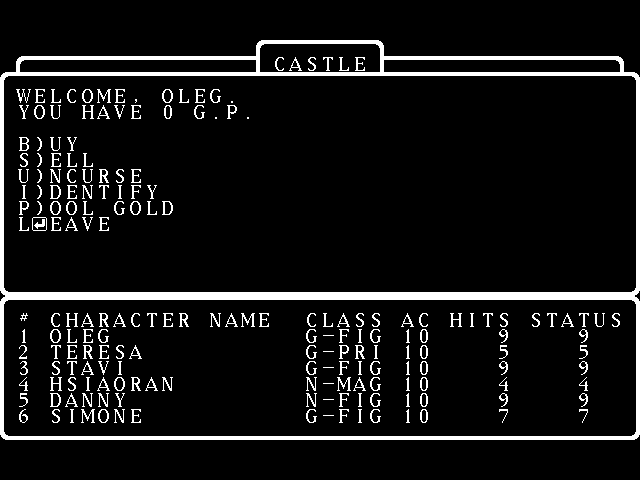 CASTLE
WELCOME, OLEG.
YOU HAVE 0 G.P.
B)UY
S)ELL
U)NCURSE
I)DENTIFY
P)OOL GOLD
L↵EAVE
# CHARACTER NAME CLASS AC HITS STATUS
1 OLEG G-FIG 10 9 9
2 TERESA G-PRI 10 5 5
3 STAVI G-FIG 10 9 9
4 HSIAORAN N-MAG 10 4 4
5 DANNY N-FIG 10 9 9
6 SIMONE G-FIG 10 7 7